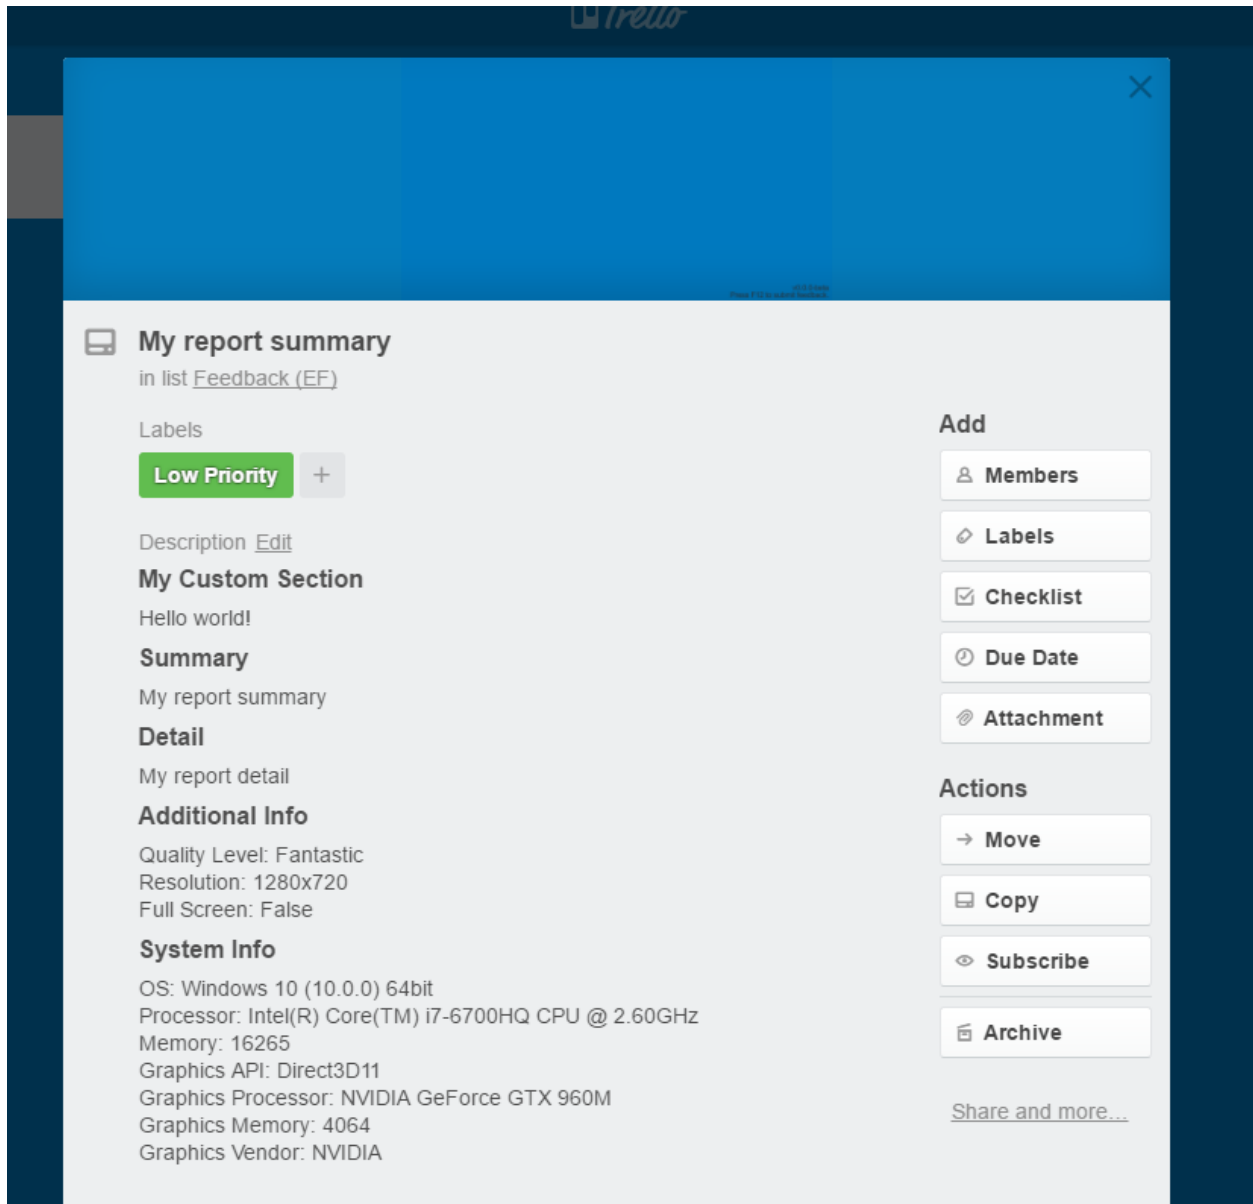 Trello
My report summary
in list Feedback (EF)
Labels
Low Priority
+
Description Edit
My Custom Section
Hello world!
Summary
My report summary
Detail
My report detail
Additional Info
Quality Level: Fantastic
Resolution: 1280x720
Full Screen: False
System Info
OS: Windows 10 (10.0.0) 64bit
Processor: Intel(R) Core(TM) i7-6700HQ CPU @ 2.60GHz
Memory: 16265
Graphics API: Direct3D11
Graphics Processor: NVIDIA GeForce GTX 960M
Graphics Memory: 4064
Graphics Vendor: NVIDIA
Add
Members
Labels
Checklist
Due Date
Attachment
Actions
Move
Copy
Subscribe
Archive
Share and more...